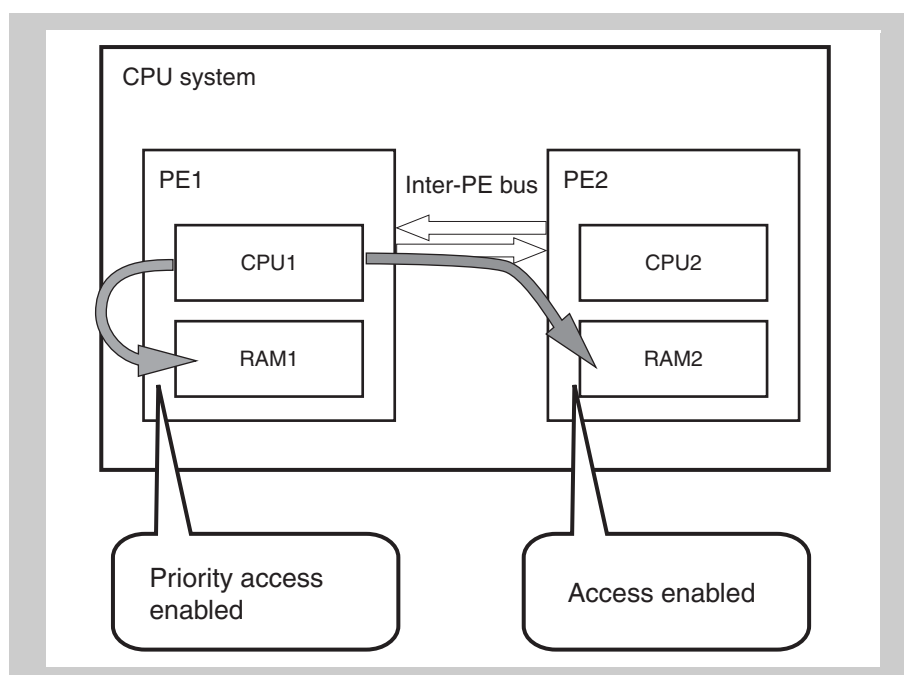 CPU system
PE1
Inter-PE bus
PE2
CPU1
CPU2
RAM1
RAM2
Priority access
enabled
Access enabled